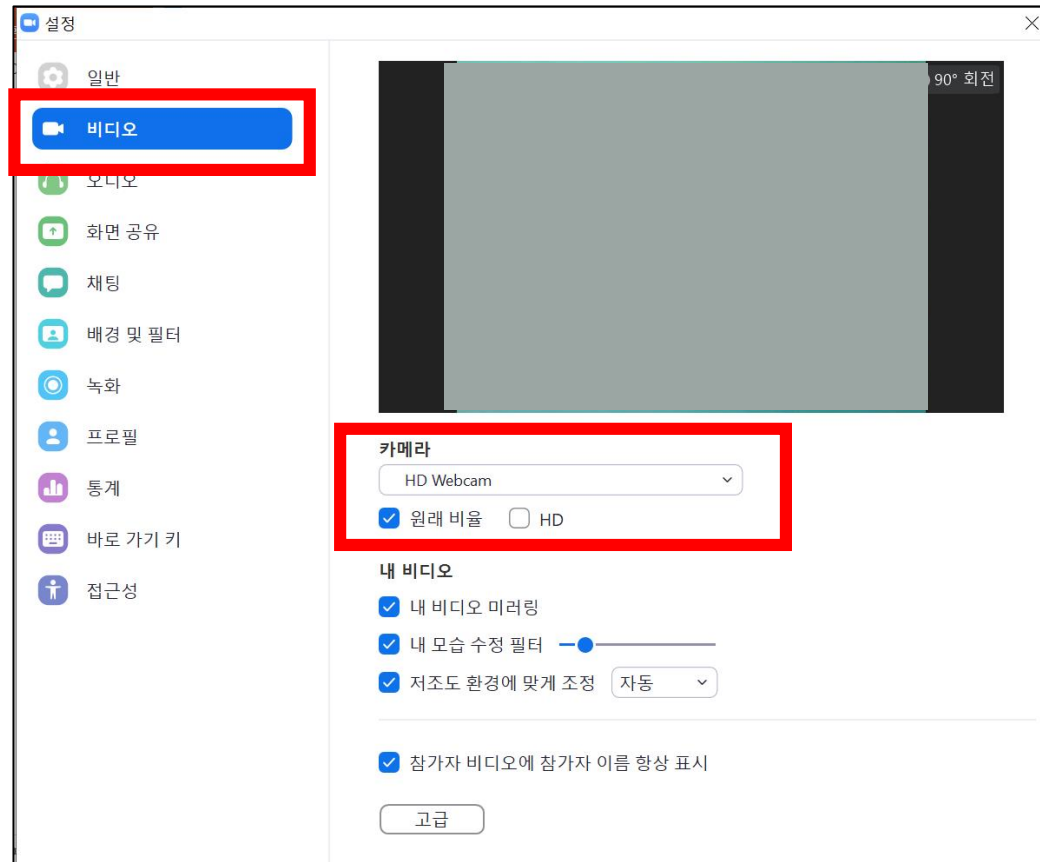 설정
일반
비디오
오디오
화면 공유
채팅
배경 및 필터
녹화
프로필
통계
바로 가기 키
접근성
90° 회전
카메라
HD Webcam
원래 비율 HD
내 비디오
내 비디오 미러링
내 모습 수정 필터
저조도 환경에 맞게 조정 자동
참가자 비디오에 참가자 이름 항상 표시
고급